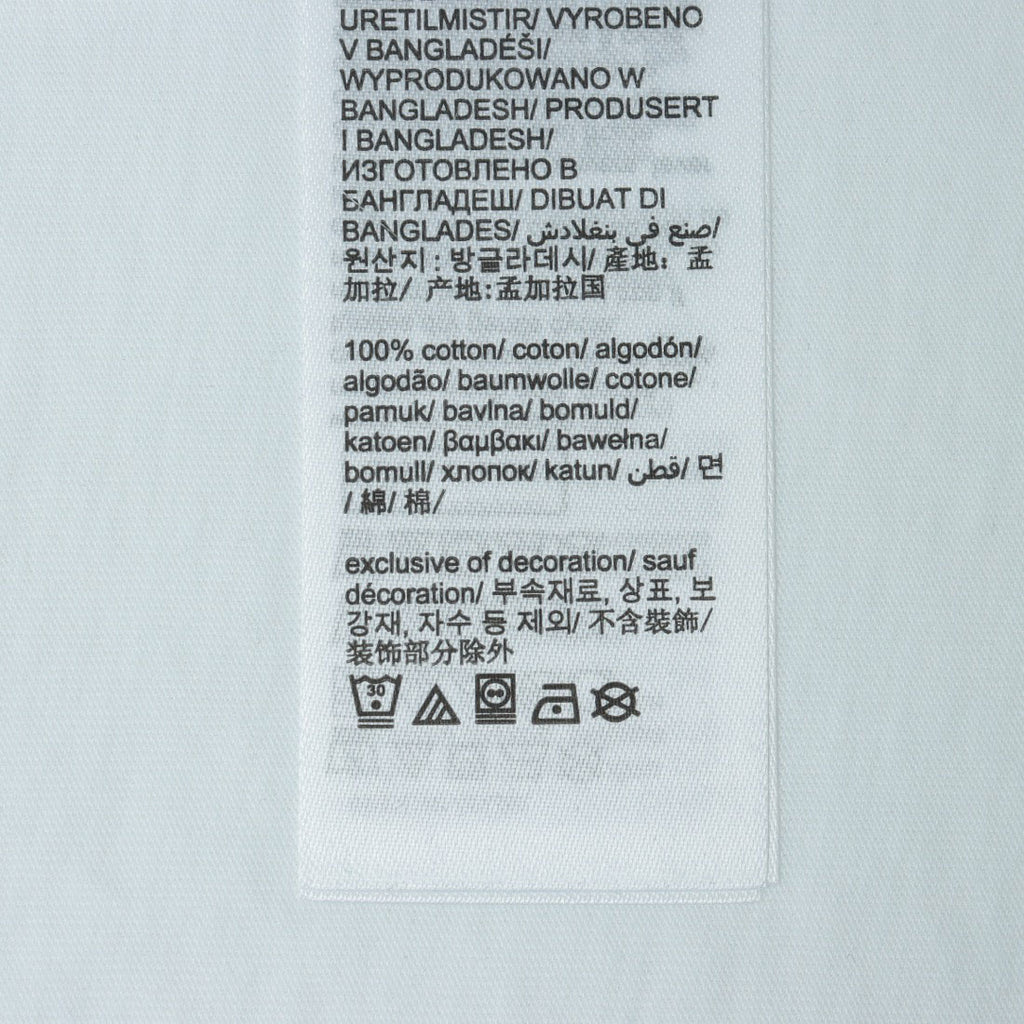 URETILMISTIR/ VYROBENO
V BANGLADÉŠI/
WYPRODUKOWANO W
BANGLADESH/ PRODUSERT
I BANGLADESH/
ИЗГОТОВЛЕНО В
БАНГЛАДЕШ/ DIBUAT DI
BANGLADES/ صنع في بنغلادش/
원산지 : 방글라데시/ 產地: 孟
加拉/ 产地:孟加拉国
100% cotton/ coton/ algodón/
algodão/ baumwolle/ cotone/
pamuk/ bavlna/ bomuld/
katoen/ βαμβακι/ bawełna/
bomull/ хлопок/ katun/ قطن/ 면
/ 綿/ 棉/
exclusive of decoration/ sauf
décoration/ 부속재료, 상표, 보
강재, 자수 등 제외/ 不含裝飾/
装饰部分除外
30